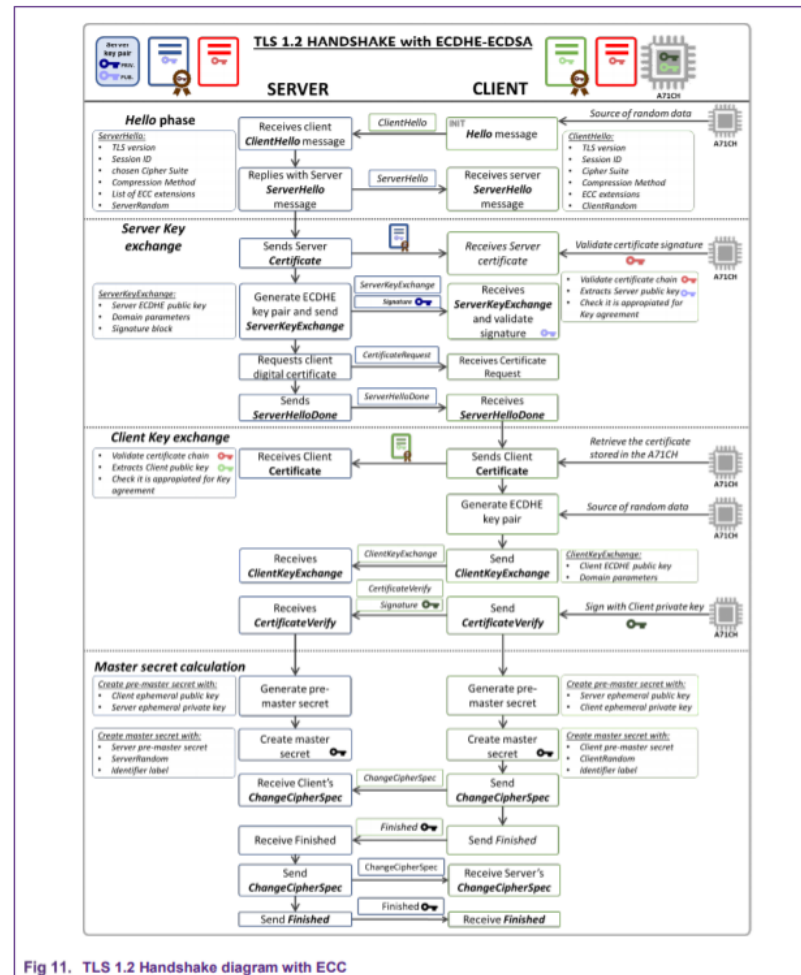 TLS 1.2 HANDSHAKE with ECDHE-ECDSA
Server
key pair
PRIV.
PUB.
SERVER
CLIENT
A71CH
Hello phase
ServerHello:
• TLS version
• Session ID
• chosen Cipher Suite
• Compression Method
• List of ECC extensions
• ServerRandom
Receives client
ClientHello message
ClientHello
INIT
Hello message
Source of random data
A71CH
ClientHello:
• TLS version
• Session ID
• Cipher Suite
• Compression Method
• ECC extensions
• ClientRandom
Replies with Server
ServerHello
message
ServerHello
Receives server
ServerHello
message
Server Key
exchange
Sends Server
Certificate
Receives Server
certificate
Validate certificate signature
ServerKeyExchange:
• Server ECDHE public key
• Domain parameters
• Signature block
Generate ECDHE
key pair and send
ServerKeyExchange
ServerKeyExchange
Signature
Receives
ServerKeyExchange
and validate
signature
• Validate certificate chain
• Extracts Server public key
• Check it is appropiated for
Key agreement
Requests client
digital certificate
CertificateRequest
Receives Certificate
Request
Sends
ServerHelloDone
ServerHelloDone
Receives
ServerHelloDone
Client Key exchange
• Validate certificate chain
• Extracts Client public key
• Check it is appropiated for Key
agreement
Receives Client
Certificate
Sends Client
Certificate
Retrieve the certificate
stored in the A71CH
A71CH
Generate ECDHE
key pair
Source of random data
A71CH
Receives
ClientKeyExchange
ClientKeyExchange
Send
ClientKeyExchange
ClientKeyExchange:
• Client ECDHE public key
• Domain parameters
Receives
CertificateVerify
CertificateVerify
Signature
Send
CertificateVerify
Sign with Client private key
A71CH
Master secret calculation
Create pre-master secret with:
• Client ephemeral public key
• Server ephemeral private key
Generate pre-
master secret
Generate pre-
master secret
Create pre-master secret with:
• Server ephemeral public key
• Client ephemeral private key
Create master secret with:
• Server pre-master secret
• ServerRandom
• Identifier label
Create master
secret
Create master
secret
Create master secret with:
• Client pre-master secret
• ClientRandom
• Identifier label
Receive Client's
ChangeCipherSpec
ChangeCipherSpec
Send
ChangeCipherSpec
Receive Finished
Finished
Send Finished
Send
ChangeCipherSpec
ChangeCipherSpec
Receive Server's
ChangeCipherSpec
Send Finished
Finished
Receive Finished
Fig 11. TLS 1.2 Handshake diagram with ECC